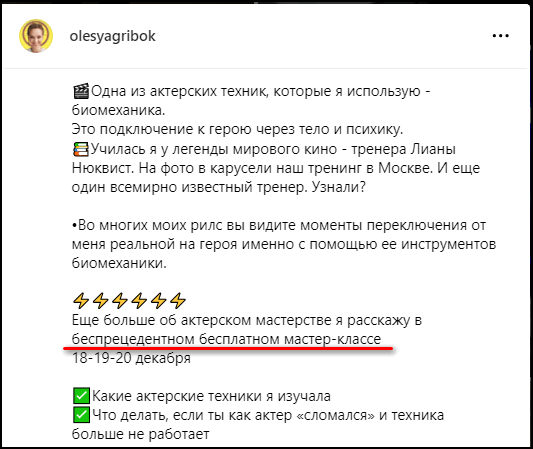 olesyagribok
🎬Одна из актерских техник, которые я использую -
биомеханика.
Это подключение к герою через тело и психику.
📚Училась я у легенды мирового кино - тренера Лианы
Нюквист. На фото в карусели наш тренинг в Москве. И еще
один всемирно известный тренер. Узнали?
•Во многих моих рилс вы видите моменты переключения от
меня реальной на героя именно с помощью ее инструментов
биомеханики.
⚡⚡⚡⚡⚡⚡
Еще больше об актерском мастерстве я расскажу в
беспрецедентном бесплатном мастер-классе
18-19-20 декабря
✅Какие актерские техники я изучала
✅Что делать, если ты как актер «сломался» и техника
больше не работает